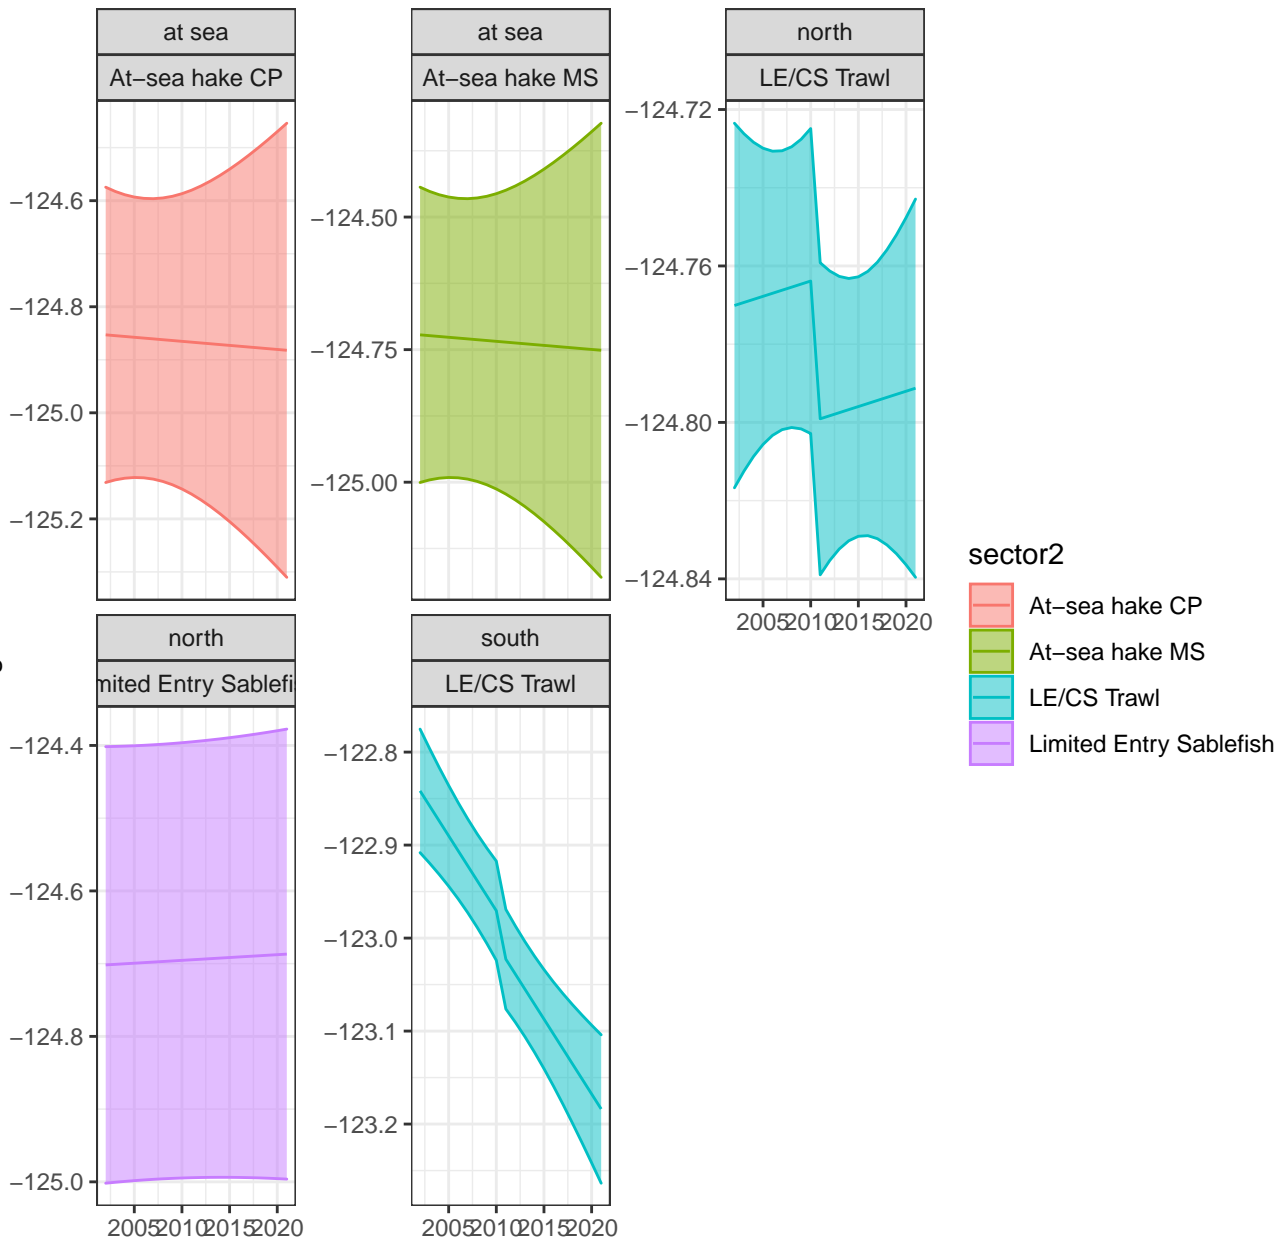 at sea
At−sea hake CP
−124.6
−124.8
−125.0
−125.2
at sea
At−sea hake MS
−124.50
−124.75
−125.00
north
LE/CS Trawl
−124.72
−124.76
−124.80
−124.84
2005 2010 2015 2020
north
mited Entry Sablefi
−124.4
−124.6
−124.8
−125.0
2005 2010 2015 2020
south
LE/CS Trawl
−122.8
−122.9
−123.0
−123.1
−123.2
2005 2010 2015 2020
sector2
At−sea hake CP
At−sea hake MS
LE/CS Trawl
Limited Entry Sablefish